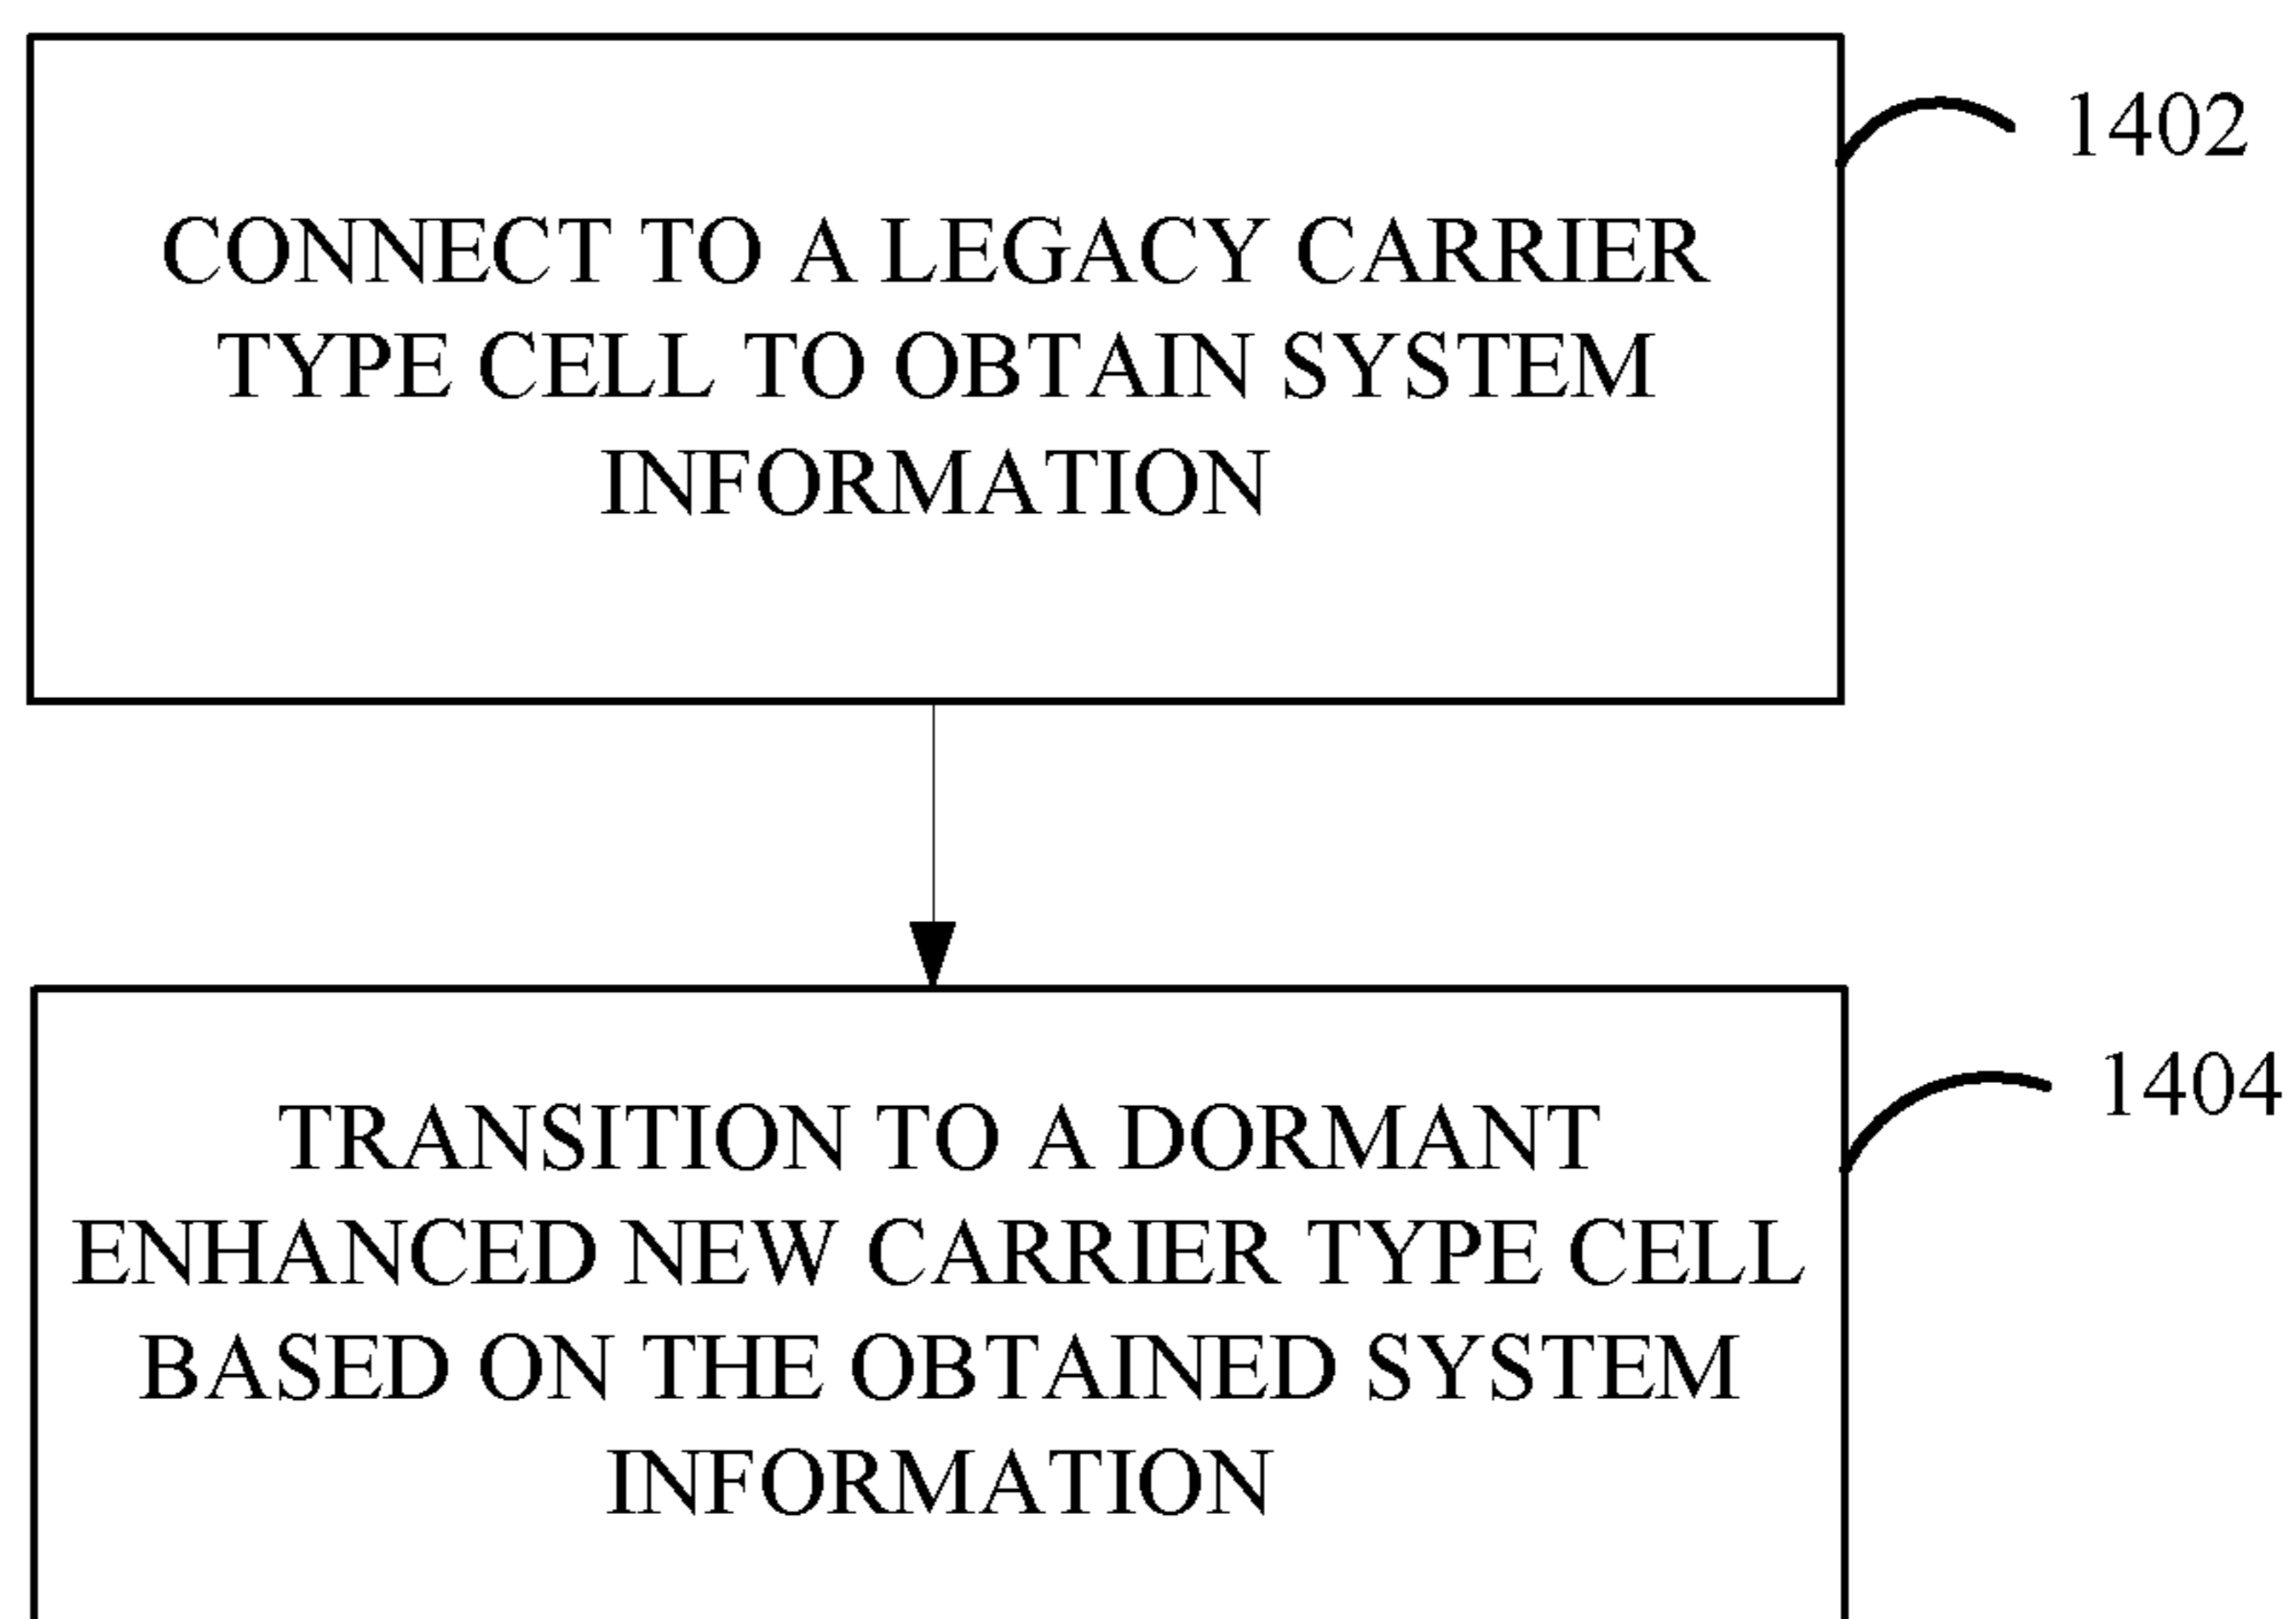 1402
CONNECT TO A LEGACY CARRIER
TYPE CELL TO OBTAIN SYSTEM
INFORMATION
1404
TRANSITION TO A DORMANT
ENHANCED NEW CARRIER TYPE CELL
BASED ON THE OBTAINED SYSTEM
INFORMATION